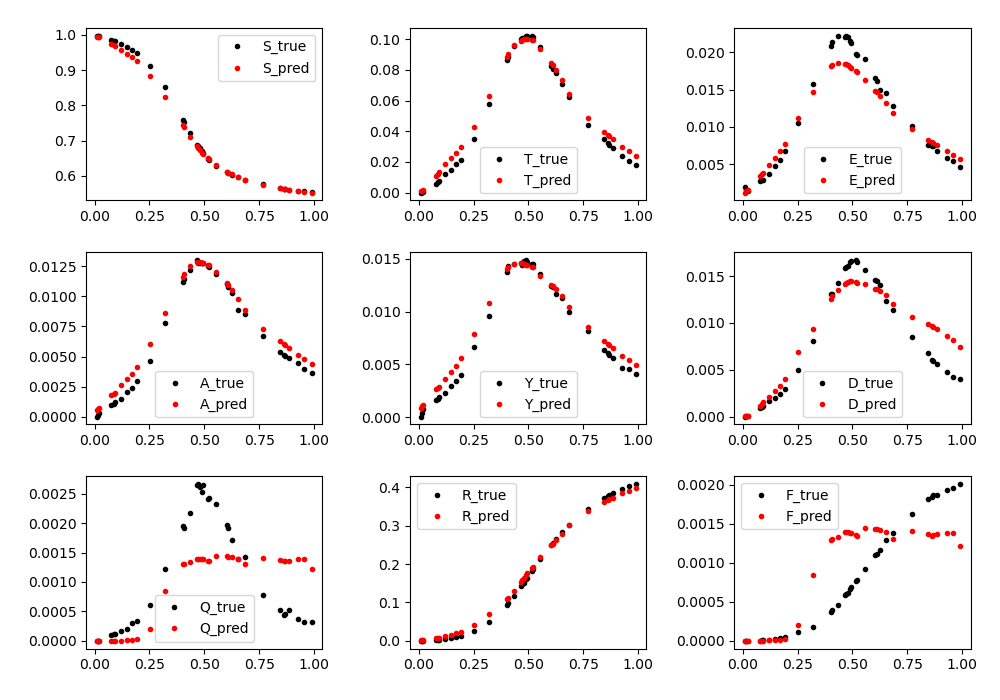 1.0
0.9
0.8
0.7
0.6
0.00 0.25 0.50 0.75 1.00
S_true
S_pred
0.10
0.08
0.06
0.04
0.02
0.00
0.00 0.25 0.50 0.75 1.00
T_true
T_pred
0.020
0.015
0.010
0.005
0.00 0.25 0.50 0.75 1.00
E_true
E_pred
0.0125
0.0100
0.0075
0.0050
0.0025
0.0000
0.00 0.25 0.50 0.75 1.00
A_true
A_pred
0.015
0.010
0.005
0.000
0.00 0.25 0.50 0.75 1.00
Y_true
Y_pred
0.015
0.010
0.005
0.000
0.00 0.25 0.50 0.75 1.00
D_true
D_pred
0.0025
0.0020
0.0015
0.0010
0.0005
0.0000
0.00 0.25 0.50 0.75 1.00
Q_true
Q_pred
0.4
0.3
0.2
0.1
0.0
0.00 0.25 0.50 0.75 1.00
R_true
R_pred
0.0020
0.0015
0.0010
0.0005
0.0000
0.00 0.25 0.50 0.75 1.00
F_true
F_pred